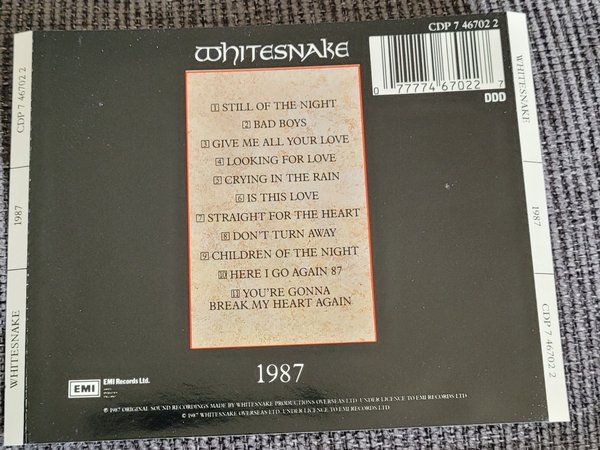 CDP 7 46702 2
WHITESNAKE
0 77774 67022 7
DDD
1 STILL OF THE NIGHT
2 BAD BOYS
3 GIVE ME ALL YOUR LOVE
4 LOOKING FOR LOVE
5 CRYING IN THE RAIN
6 IS THIS LOVE
7 STRAIGHT FOR THE HEART
8 DON'T TURN AWAY
9 CHILDREN OF THE NIGHT
10 HERE I GO AGAIN 87
11 YOU'RE GONNA
BREAK MY HEART AGAIN
1987
EMI EMI Records Ltd.
℗ 1987 ORIGINAL SOUND RECORDINGS MADE BY WHITESNAKE PRODUCTIONS OVERSEAS LTD. UNDER LICENCE TO EMI RECORDS LTD
© 1987 WHITESNAKE OVERSEAS LTD. UNDER LICENCE TO EMI RECORDS LTD
WHITESNAKE 1987 CDP 7 46702 2
WHITESNAKE 1987 CDP 7 46702 2